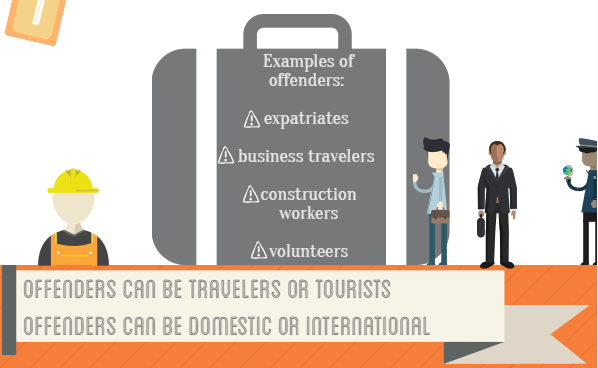 Examples of
offenders:
expatriates
business travelers
construction
workers
volunteers
OFFENDERS CAN BE TRAVELERS OR TOURISTS
OFFENDERS CAN BE DOMESTIC OR INTERNATIONAL